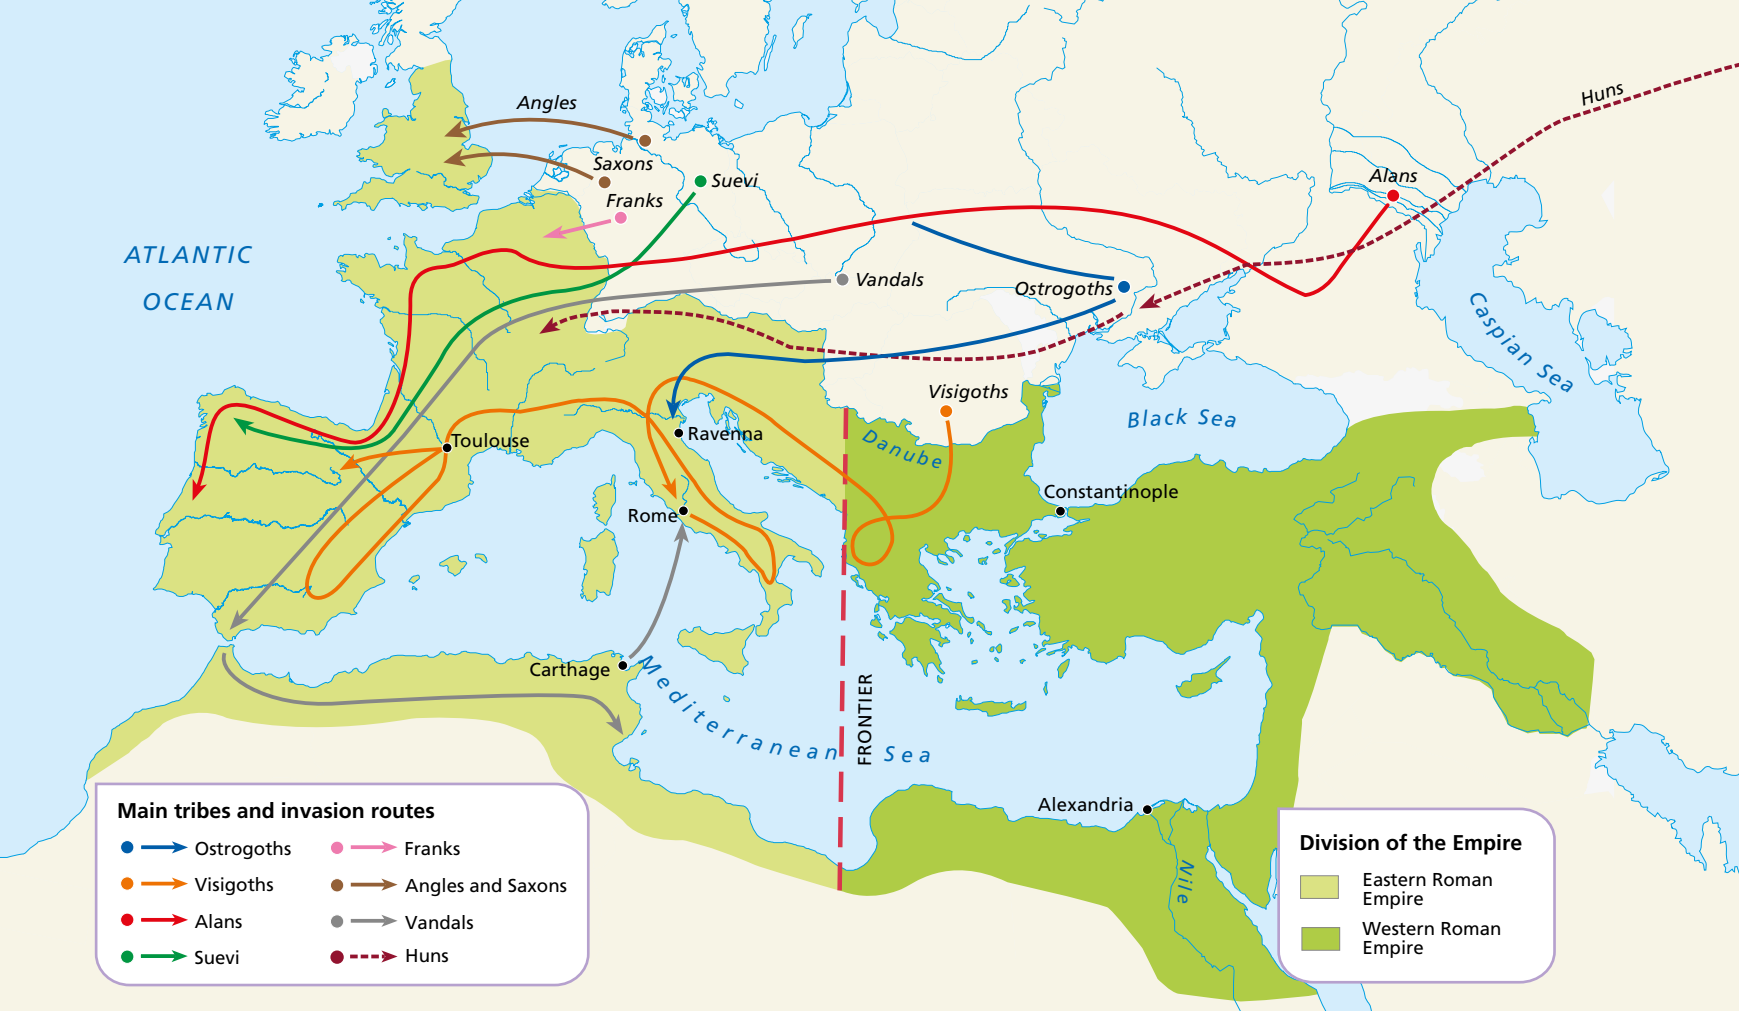 Huns
Angles
Saxons
Alans
Suevi
Franks
ATLANTIC
OCEAN
Vandals
Ostrogoths
Caspian Sea
Visigoths
Black Sea
Ravenna
Toulouse
Danube
Constantinople
Rome
Carthage
Mediterranean Sea
FRONTIER
Alexandria
Nile
Main tribes and invasion routes
Ostrogoths
Visigoths
Alans
Suevi
Franks
Angles and Saxons
Vandals
Huns
Division of the Empire
Eastern Roman
Empire
Western Roman
Empire